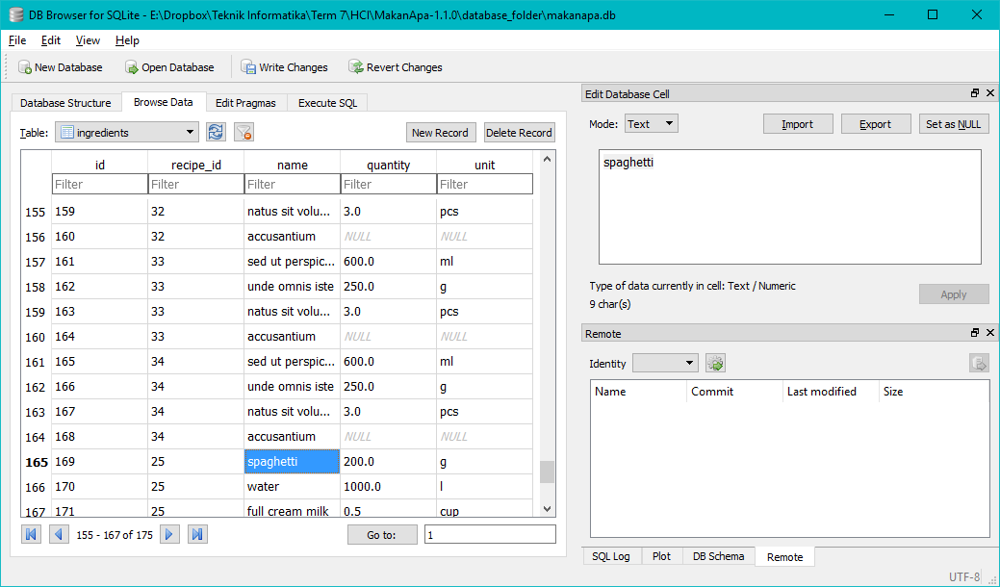 DB Browser for SQLite - E:\Dropbox\Teknik Informatika\Term 7\HCI\MakanApa-1.1.0\database_folder\makanapa.db
File Edit View Help
New Database Open Database Write Changes Revert Changes
Database Structure Browse Data Edit Pragmas Execute SQL
Table: ingredients New Record Delete Record
id recipe_id name quantity unit
Filter Filter Filter Filter Filter
155 159 32 natus sit volu... 3.0 pcs
156 160 32 accusantium NULL NULL
157 161 33 sed ut perspic... 600.0 ml
158 162 33 unde omnis iste 250.0 g
159 163 33 natus sit volu... 3.0 pcs
160 164 33 accusantium NULL NULL
161 165 34 sed ut perspic... 600.0 ml
162 166 34 unde omnis iste 250.0 g
163 167 34 natus sit volu... 3.0 pcs
164 168 34 accusantium NULL NULL
165 169 25 spaghetti 200.0 g
166 170 25 water 1000.0 l
167 171 25 full cream milk 0.5 cup
155 - 167 of 175 Go to: 1
Edit Database Cell
Mode: Text Import Export Set as NULL
spaghetti
Type of data currently in cell: Text / Numeric
9 char(s)
Apply
Remote
Identity
Name Commit Last modified Size
SQL Log Plot DB Schema Remote
UTF-8